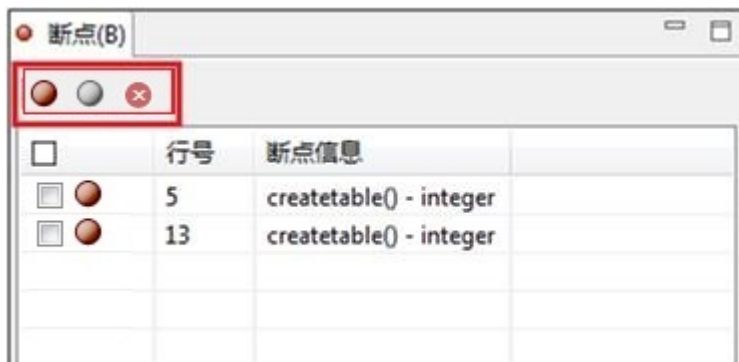 断点(B)
行号 断点信息
5 createtable() - integer
13 createtable() - integer